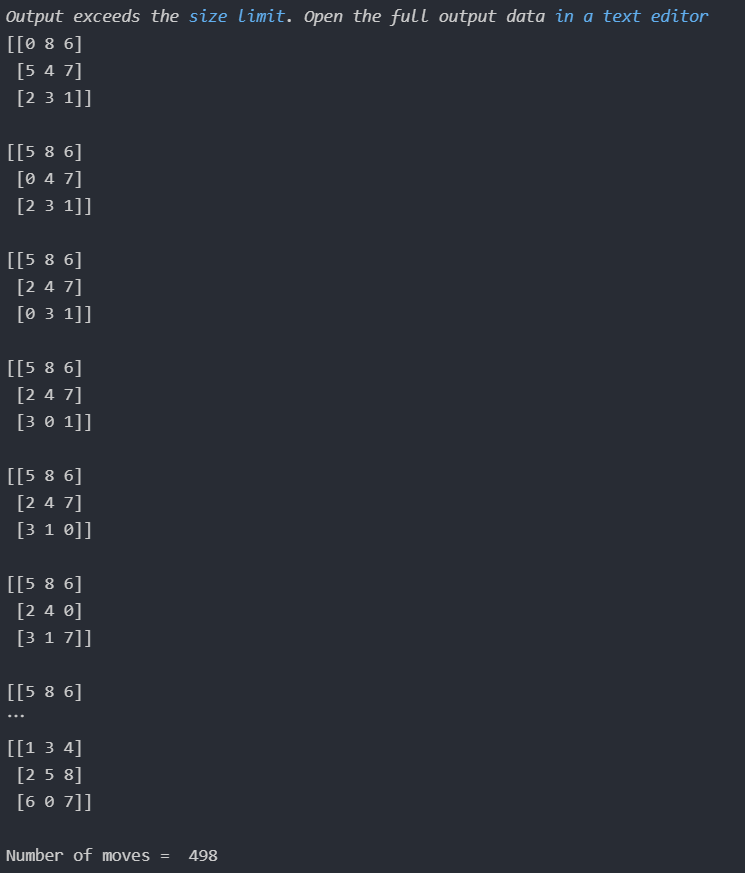 Output exceeds the size limit. Open the full output data in a text editor
[[0 8 6]
 [5 4 7]
 [2 3 1]]

[[5 8 6]
 [0 4 7]
 [2 3 1]]

[[5 8 6]
 [2 4 7]
 [0 3 1]]

[[5 8 6]
 [2 4 7]
 [3 0 1]]

[[5 8 6]
 [2 4 7]
 [3 1 0]]

[[5 8 6]
 [2 4 0]
 [3 1 7]]

[[5 8 6]
...
[[1 3 4]
 [2 5 8]
 [6 0 7]]

Number of moves =  498